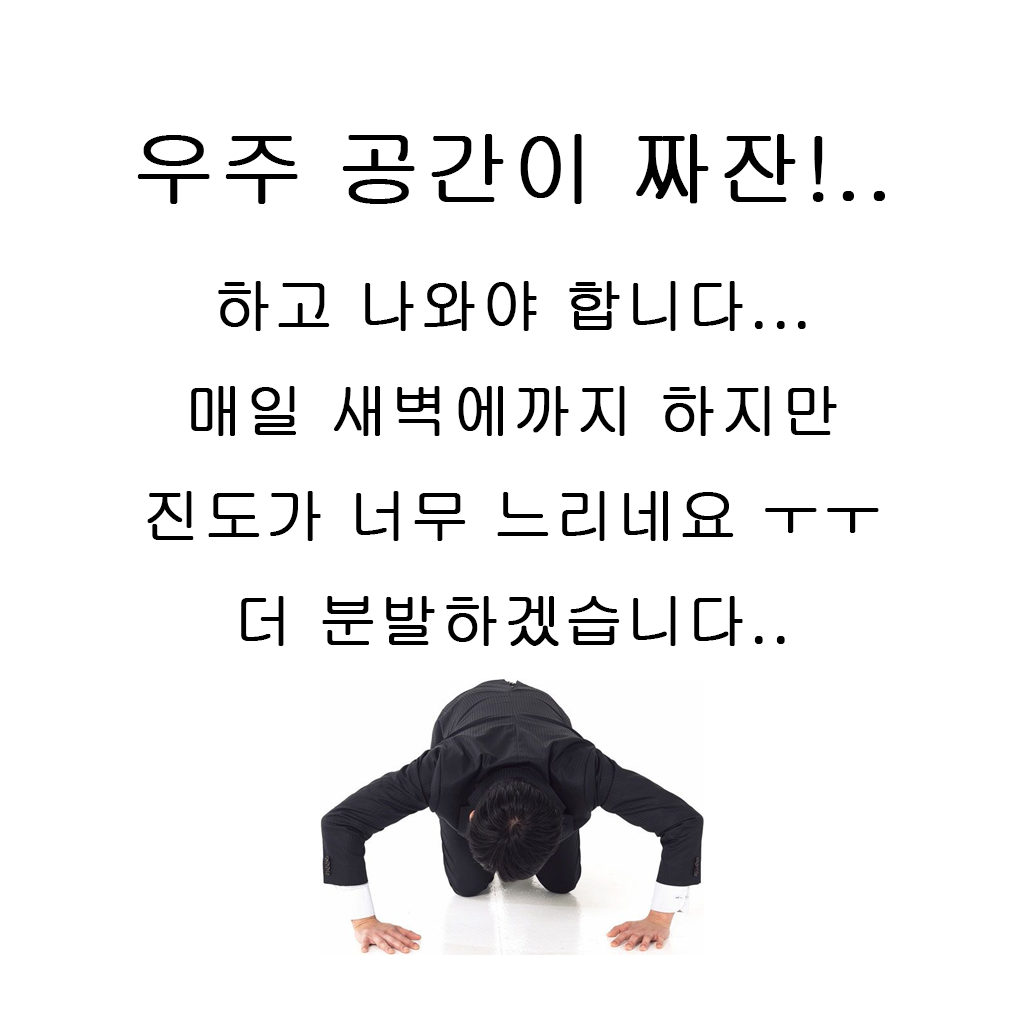 우주 공간이 짜잔!..
하고 나와야 합니다...
매일 새벽에까지 하지만
진도가 너무 느리네요 ㅜㅜ
더 분발하겠습니다..